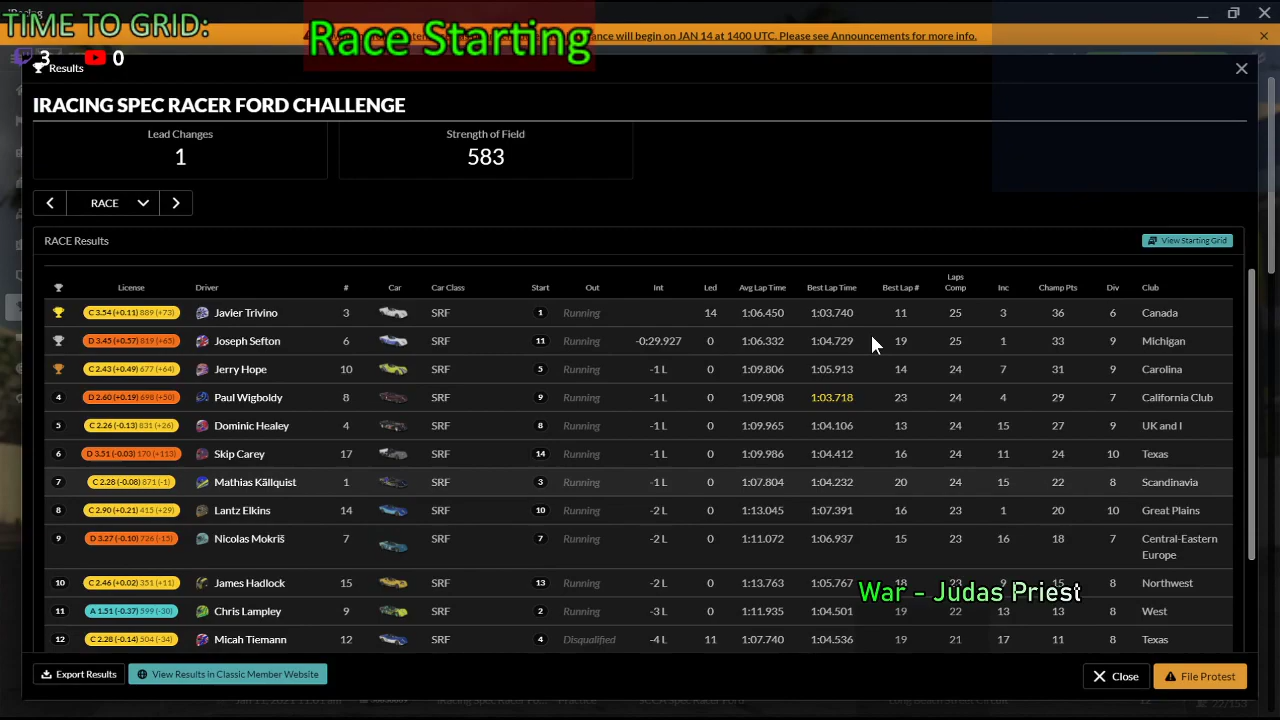 TIME TO GRID:
Race Starting
ance will begin on JAN 14 at 1400 UTC. Please see Announcements for more info.
3 0
Results
IRACING SPEC RACER FORD CHALLENGE
Lead Changes Strength of Field
1 583
RACE
RACE Results View Starting Grid
License Driver # Car Car Class Start Out Int Led Avg Lap Time Best Lap Time Best Lap # Laps Comp Inc Champ Pts Div Club
C 3.54 (+0.11) 889 (+73) Javier Trivino 3 SRF 1 Running 14 1:06.450 1:03.740 11 25 3 36 6 Canada
D 3.45 (+0.57) 819 (+65) Joseph Sefton 6 SRF 11 Running -0:29.927 0 1:06.332 1:04.729 19 25 1 33 9 Michigan
C 2.43 (+0.49) 677 (+64) Jerry Hope 10 SRF 5 Running -1 L 0 1:09.806 1:05.913 14 24 7 31 9 Carolina
4 D 2.60 (+0.19) 698 (+50) Paul Wigboldy 8 SRF 9 Running -1 L 0 1:09.908 1:03.718 23 24 4 29 7 California Club
5 C 2.26 (-0.13) 831 (+26) Dominic Healey 4 SRF 8 Running -1 L 0 1:09.965 1:04.106 13 24 15 27 9 UK and I
6 D 3.51 (-0.03) 170 (+113) Skip Carey 17 SRF 14 Running -1 L 0 1:09.986 1:04.412 16 24 11 24 10 Texas
7 C 2.28 (-0.08) 871 (-1) Mathias Källquist 1 SRF 3 Running -1 L 0 1:07.804 1:04.232 20 24 15 22 8 Scandinavia
8 C 2.90 (+0.21) 415 (+29) Lantz Elkins 14 SRF 10 Running -2 L 0 1:13.045 1:07.391 16 23 1 20 10 Great Plains
9 D 3.27 (-0.10) 726 (-15) Nicolas Mokriš 7 SRF 7 Running -2 L 0 1:11.072 1:06.937 15 23 16 18 7 Central-Eastern Europe
10 C 2.46 (+0.02) 351 (+11) James Hadlock 15 SRF 13 Running -2 L 0 1:13.763 1:05.767 18 23 9 15 8 Northwest
War - Judas Priest
11 A 1.51 (-0.37) 599 (-30) Chris Lampley 9 SRF 2 Running -3 L 0 1:11.935 1:04.501 19 22 13 13 8 West
12 C 2.28 (-0.14) 504 (-34) Micah Tiemann 12 SRF 4 Disqualified -4 L 11 1:07.740 1:04.536 19 21 17 11 8 Texas
Export Results View Results in Classic Member Website Close File Protest